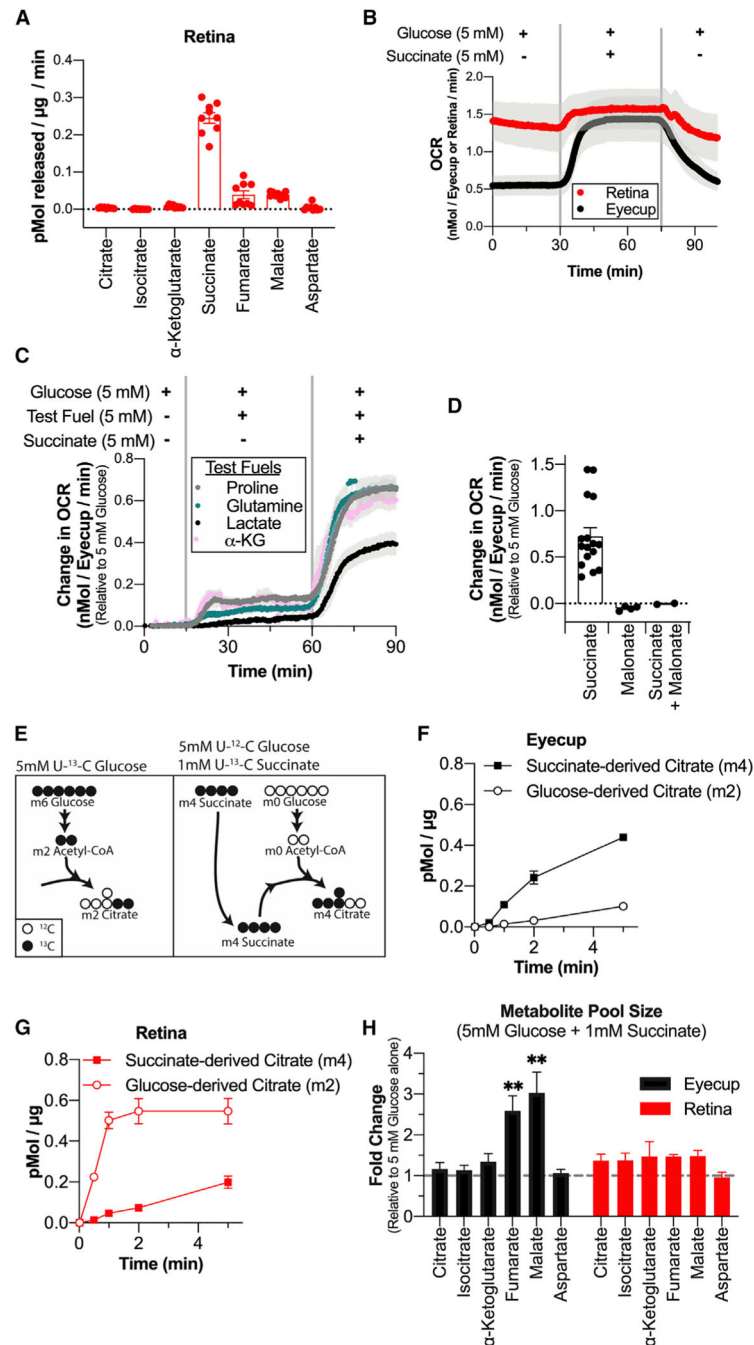 A
Retina
pMol released / µg / min
0.3
0.2
0.1
0.0
Citrate
Isocitrate
α-Ketoglutarate
Succinate
Fumarate
Malate
Aspartate
B
Glucose (5 mM) + + +
Succinate (5 mM) - + -
OCR
(nMol / Eyecup or Retina / min)
2.0
1.5
1.0
0.5
0.0
Retina
Eyecup
0 30 60 90
Time (min)
C
Glucose (5 mM) + + +
Test Fuel (5 mM) - + +
Succinate (5 mM) - - +
Change in OCR
(nMol / Eyecup / min)
(Relative to 5 mM Glucose)
0.8
0.6
0.4
0.2
0.0
Test Fuels
Proline
Glutamine
Lactate
α-KG
0 30 60 90
Time (min)
D
Change in OCR
(nMol / Eyecup / min)
(Relative to 5 mM Glucose)
1.5
1.0
0.5
0.0
Succinate
Malonate
Succinate
+ Malonate
E
5mM U-¹³-C Glucose
m6 Glucose
m2 Acetyl-CoA
m2 Citrate
¹²C
¹³C
5mM U-¹²-C Glucose
1mM U-¹³-C Succinate
m4 Succinate
m0 Glucose
m0 Acetyl-CoA
m4 Citrate
m4 Succinate
F
Eyecup
Succinate-derived Citrate (m4)
Glucose-derived Citrate (m2)
pMol / µg
0.8
0.6
0.4
0.2
0.0
0 2 4
Time (min)
G
Retina
Succinate-derived Citrate (m4)
Glucose-derived Citrate (m2)
pMol / µg
0.8
0.6
0.4
0.2
0.0
0 2 4
Time (min)
H
Metabolite Pool Size
(5mM Glucose + 1mM Succinate)
Fold Change
(Relative to 5 mM Glucose alone)
4
3
2
1
0
**
**
Eyecup
Retina
Citrate
Isocitrate
α-Ketoglutarate
Fumarate
Malate
Aspartate
Citrate
Isocitrate
α-Ketoglutarate
Fumarate
Malate
Aspartate